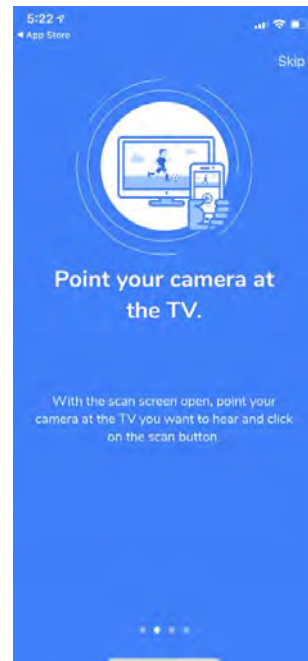 5:22
◀ App Store
Skip
Point your camera at
the TV.
With the scan screen open, point your
camera at the TV you want to hear and click
on the scan button